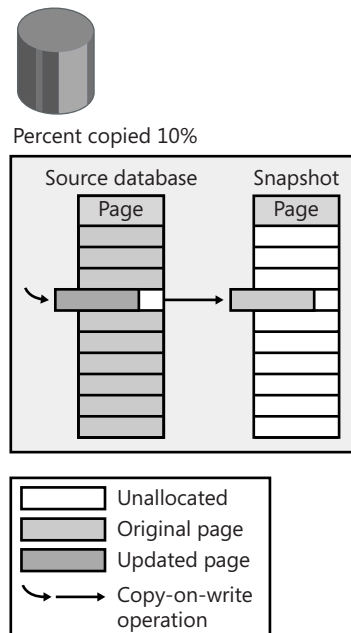 Percent copied 10%
Source database Snapshot
Page Page
Unallocated
Original page
Updated page
Copy-on-write
operation